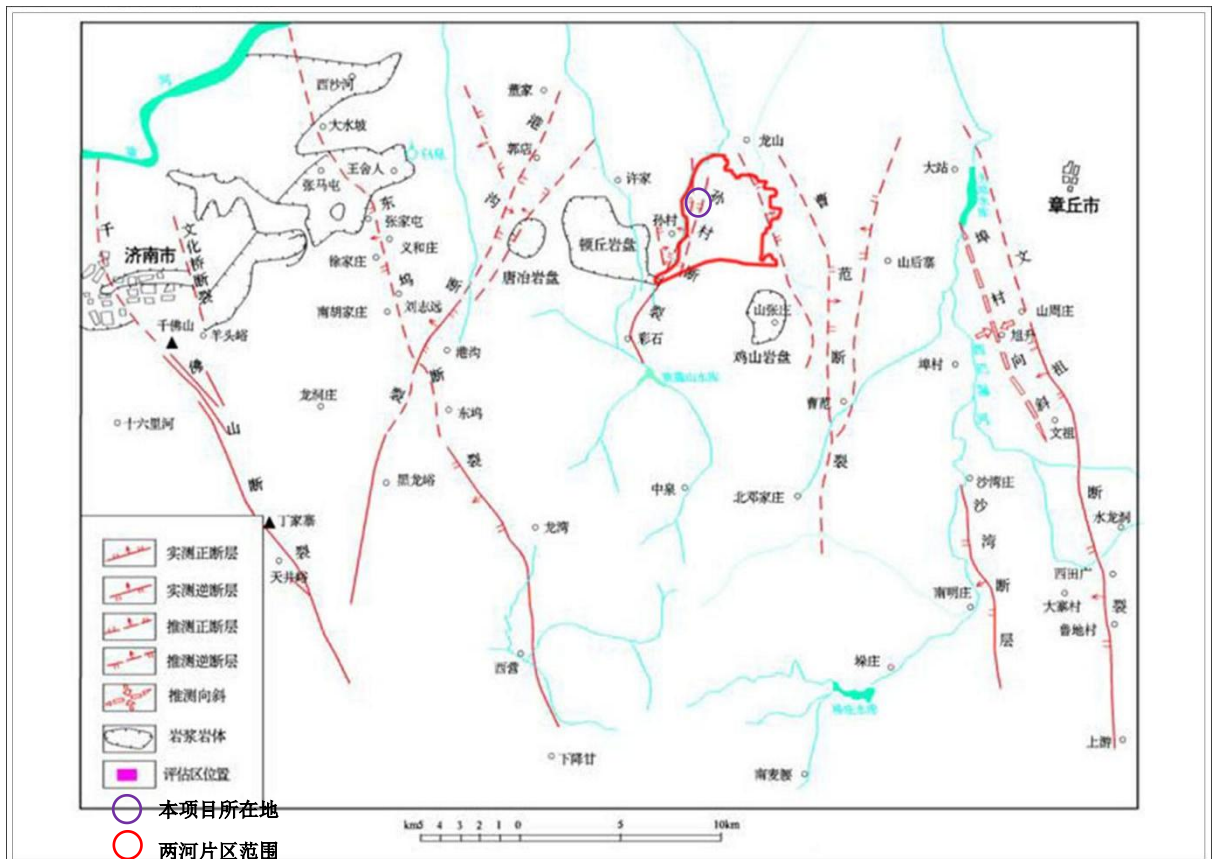 河
黄
西沙河
董家
港
大水坡
郭店
龙山
王舍人
张马屯
沟
许家
大站
章丘市
孙
东
千
文化桥断裂
张家屯
孙村
村
曹
埠
文
济南市
义和庄
顿丘岩盘
徐家庄
坞
唐冶岩盘
断
范
山后寨
南胡家庄
刘志远
断
裂
山张庄
村
山周庄
千佛山
羊头峪
港沟
彩石
鸡山岩盘
旭升
向
祖
佛
断
断
埠村
龙洞庄
裂
曹范
斜
十六里河
山
东坞
文祖
裂
裂
断
黑龙峪
中泉
北邓家庄
沙湾庄
断
沙
水龙洞
丁家寨
龙湾
湾
裂
天井峪
西田广
南明庄
断
大寨村
裂
鲁地村
层
西营
垛庄
下降甘
南麦腰
上游
实测正断层
实测逆断层
推测正断层
推测逆断层
推测向斜
岩浆岩体
评估区位置
本项目所在地
两河片区范围
km5 4 3 2 1 0 5 10km